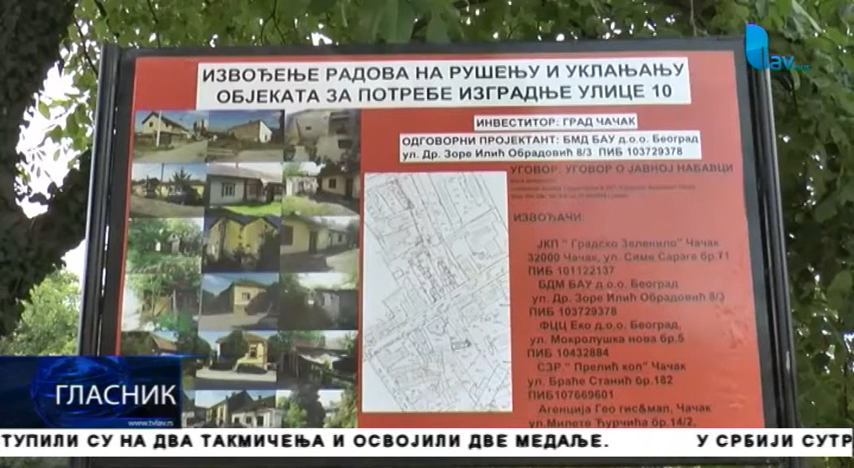 lav
ИЗВОЂЕЊЕ РАДОВА НА РУШЕЊУ И УКЛАЊАЊУ
ОБЈЕКАТА ЗА ПОТРЕБЕ ИЗГРАДЊЕ УЛИЦЕ 10
ИНВЕСТИТОР: ГРАД ЧАЧАК
ОДГОВОРНИ ПРОЈЕКТАНТ: БМД БАУ д.о.о. Београд
ул. Др. Зоре Илић Обрадовић 8/3 ПИБ 103729378
УГОВОР: УГОВОР О ЈАВНОЈ НАБАВЦИ
ИЗВОЂАЧИ:
ЈКП " Градско Зеленило" Чачак
32000 Чачак, ул. Симе Сараге бр.71
ПИБ 101122137
БДМ БАУ д.о.о. Београд
ул. Др. Зоре Илић Обрадовић 8/3
ПИБ 103729378
ФЦЦ Еко д.о.о. Београд,
ул. Мокролушка нова бр.5
ПИБ 10432884
СЗР." Прелић коп" Чачак
ул. Браће Станић бр.182
ПИБ107669601
Агенција Гео гис&мап, Чачак
ул.Милете Ћурчића бр.14/2,
ГЛАСНИК
www.tvlav.rs
ТУПИЛИ СУ НА ДВА ТАКМИЧЕЊА И ОСВОЈИЛИ ДВЕ МЕДАЉЕ. У СРБИЈИ СУТР